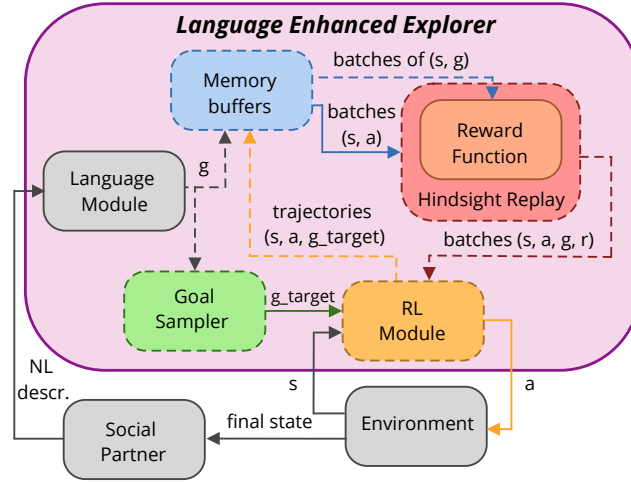 Language Enhanced Explorer
batches of (s, g)
Memory
buffers
batches
(s, a)
Reward
Function
Hindsight Replay
g
Language
Module
trajectories
(s, a, g_target)
batches (s, a, g, r)
Goal
Sampler
g_target
RL
Module
NL
descr.
s
a
final state
Social
Partner
Environment